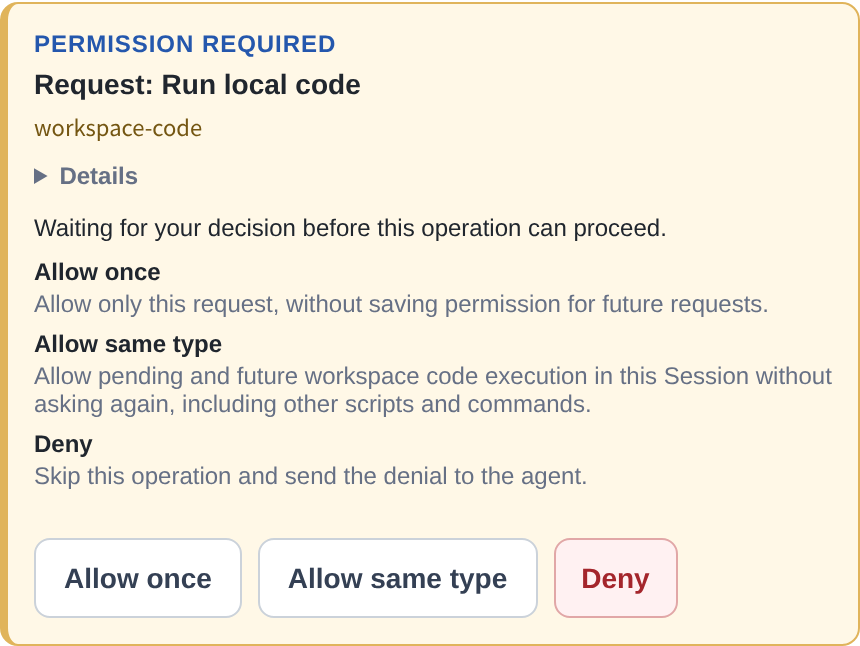 PERMISSION REQUIRED
Request: Run local code
workspace-code
Details
Waiting for your decision before this operation can proceed.
Allow once
Allow only this request, without saving permission for future requests.
Allow same type
Allow pending and future workspace code execution in this Session without
asking again, including other scripts and commands.
Deny
Skip this operation and send the denial to the agent.
Allow once
Allow same type
Deny